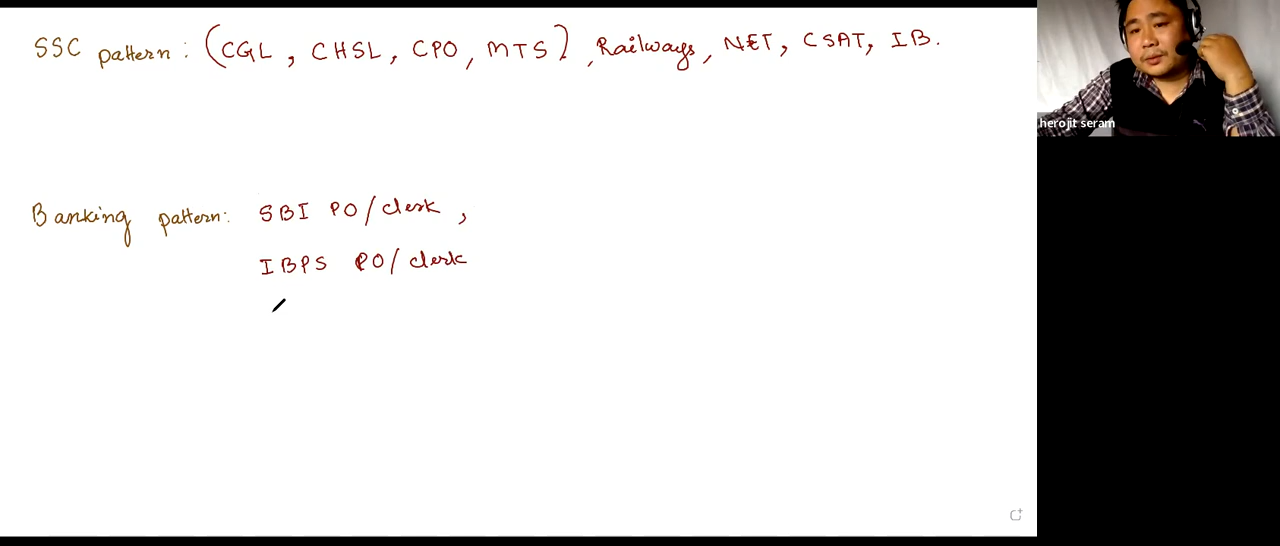 SSC pattern : (CGL, CHSL, CPO, MTS), Railways, NET, CSAT, IB.
herojit seram
Banking pattern: SBI PO/clerk,
IBPS PO/clerk